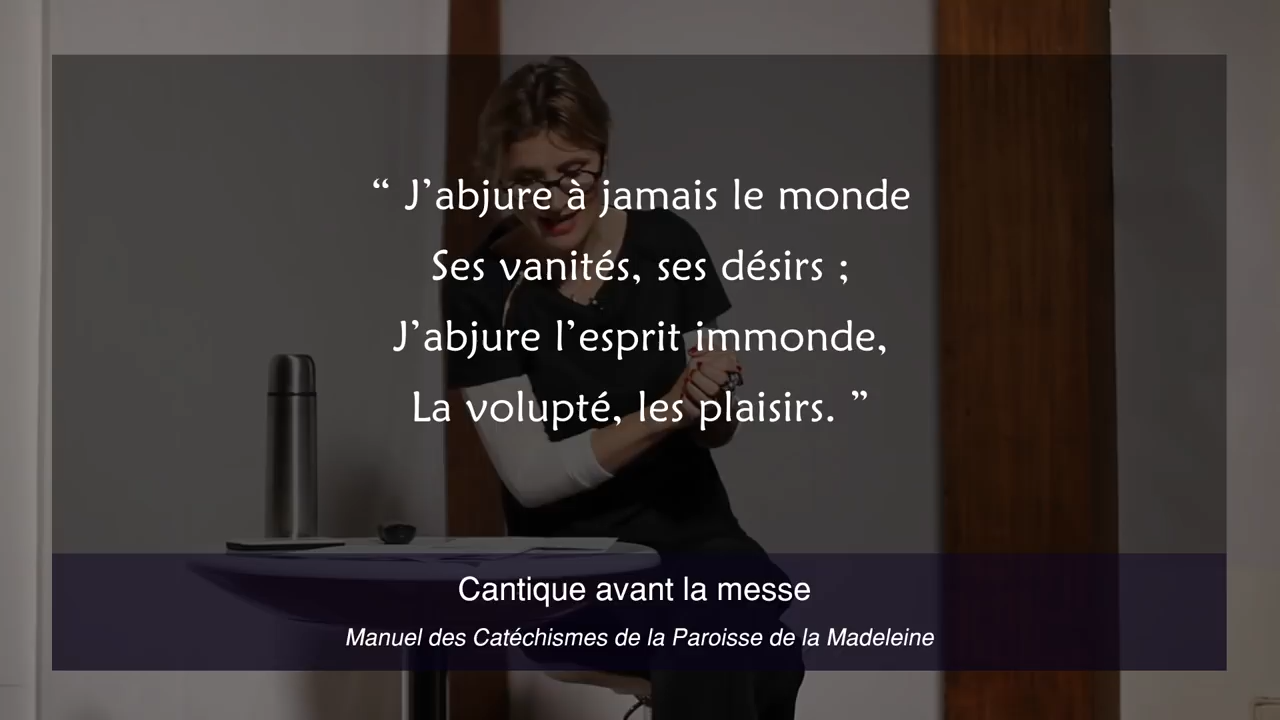 “ J’abjure à jamais le monde
Ses vanités, ses désirs ;
J’abjure l’esprit immonde,
La volupté, les plaisirs. ”
Cantique avant la messe
Manuel des Catéchismes de la Paroisse de la Madeleine